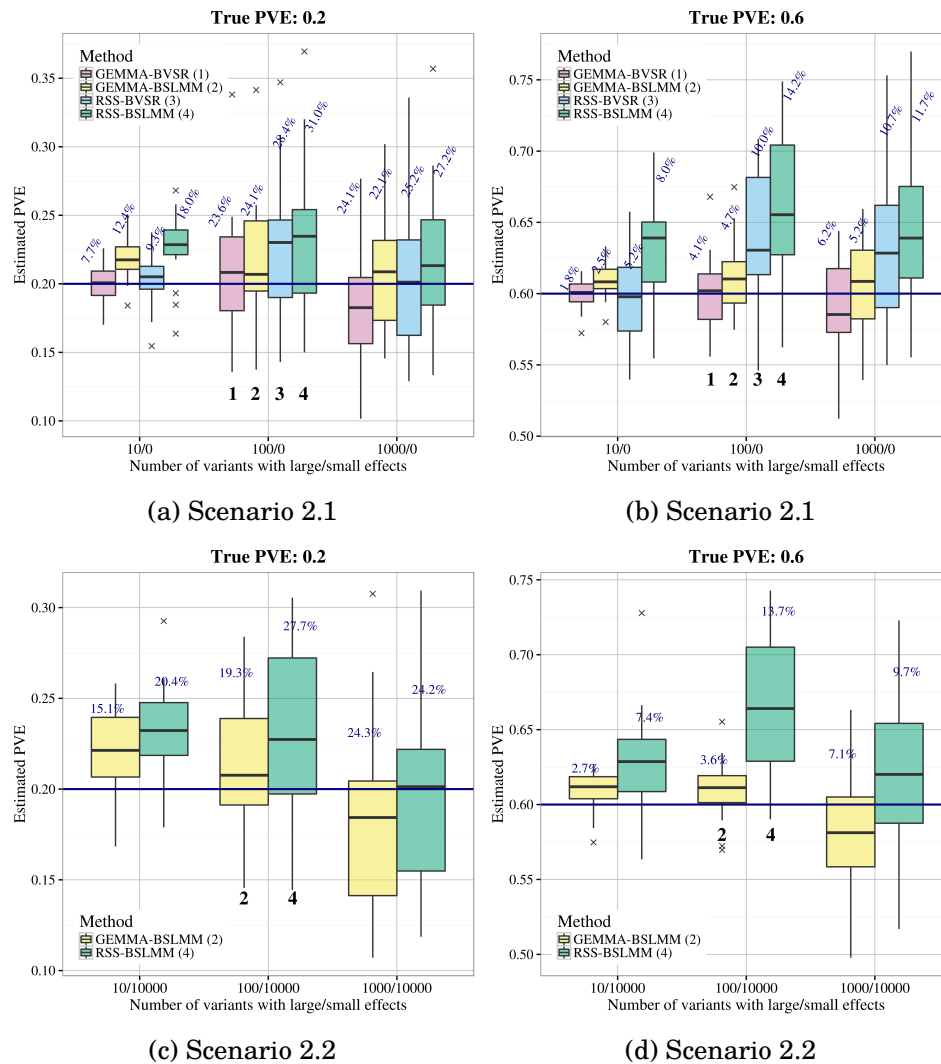 True PVE: 0.2
Method
GEMMA-BVSR (1)
GEMMA-BSLMM (2)
RSS-BVSR (3)
RSS-BSLMM (4)
Estimated PVE
0.35
0.30
0.25
0.20
0.15
0.10
7.7%
12.4%
9.3%
18.0%
23.6%
24.1%
28.4%
31.0%
24.1%
22.1%
25.2%
27.2%
1 2 3 4
10/0 100/0 1000/0
Number of variants with large/small effects
(a) Scenario 2.1
True PVE: 0.6
Method
GEMMA-BVSR (1)
GEMMA-BSLMM (2)
RSS-BVSR (3)
RSS-BSLMM (4)
Estimated PVE
0.75
0.70
0.65
0.60
0.55
0.50
1.8%
2.5%
5.2%
8.0%
4.1%
4.7%
10.0%
14.2%
6.2%
5.2%
10.7%
11.7%
1 2 3 4
10/0 100/0 1000/0
Number of variants with large/small effects
(b) Scenario 2.1
True PVE: 0.2
Estimated PVE
0.30
0.25
0.20
0.15
0.10
15.1%
20.4%
19.3%
27.7%
24.3%
24.2%
2 4
Method
GEMMA-BSLMM (2)
RSS-BSLMM (4)
10/10000 100/10000 1000/10000
Number of variants with large/small effects
(c) Scenario 2.2
True PVE: 0.6
Estimated PVE
0.75
0.70
0.65
0.60
0.55
0.50
2.7%
7.4%
3.6%
13.7%
7.1%
9.7%
2 4
Method
GEMMA-BSLMM (2)
RSS-BSLMM (4)
10/10000 100/10000 1000/10000
Number of variants with large/small effects
(d) Scenario 2.2